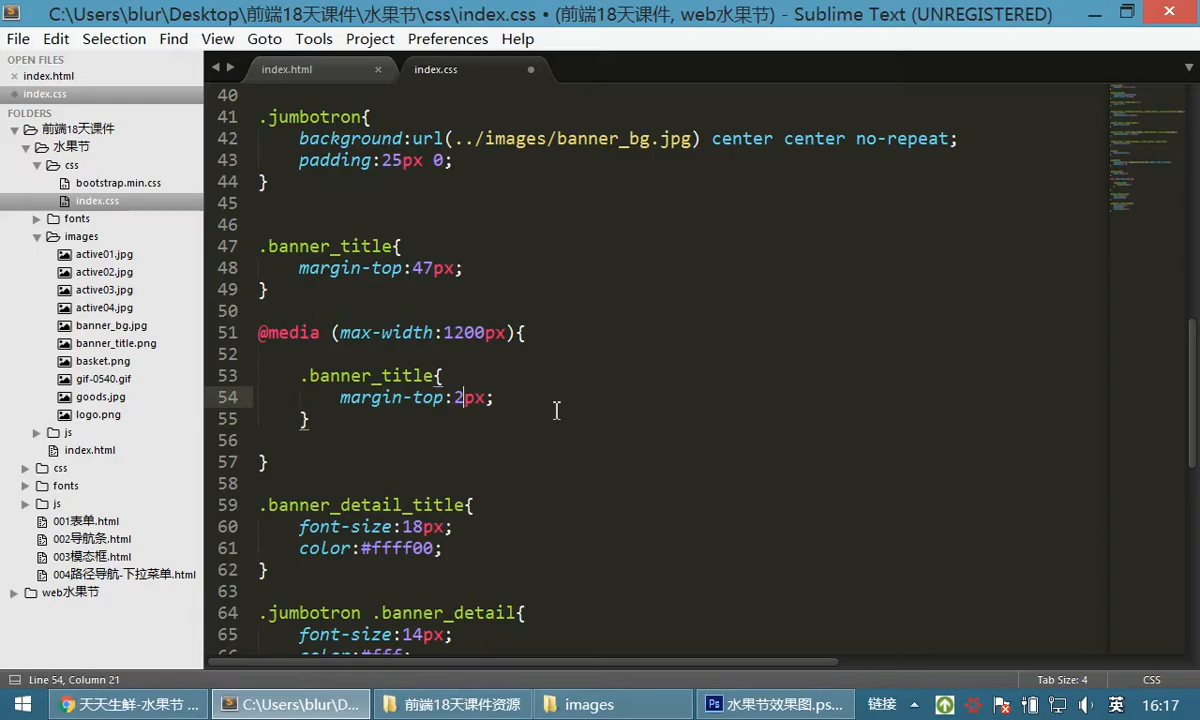 C:\Users\blur\Desktop\前端18天课件\水果节\css\index.css • (前端18天课件, web水果节) - Sublime Text (UNREGISTERED)
File Edit Selection Find View Goto Tools Project Preferences Help
OPEN FILES
index.html
index.css
FOLDERS
前端18天课件
水果节
css
bootstrap.min.css
index.css
fonts
images
active01.jpg
active02.jpg
active03.jpg
active04.jpg
banner_bg.jpg
banner_title.png
basket.png
gif-0540.gif
goods.jpg
logo.png
js
index.html
css
fonts
js
001表单.html
002导航条.html
003模态框.html
004路径导航-下拉菜单.html
web水果节
index.html index.css
40
41 .jumbotron{
42 background:url(../images/banner_bg.jpg) center center no-repeat;
43 padding:25px 0;
44 }
45
46
47 .banner_title{
48 margin-top:47px;
49 }
50
51 @media (max-width:1200px){
52
53 .banner_title{
54 margin-top:2px;
55 }
56
57 }
58
59 .banner_detail_title{
60 font-size:18px;
61 color:#ffff00;
62 }
63
64 .jumbotron .banner_detail{
65 font-size:14px;
66 color:#fff;
Line 54, Column 21 Tab Size: 4 CSS
天天生鲜-水果节 ... C:\Users\blur\D... 前端18天课件资源 images 水果节效果图.ps... 链接 英 16:17